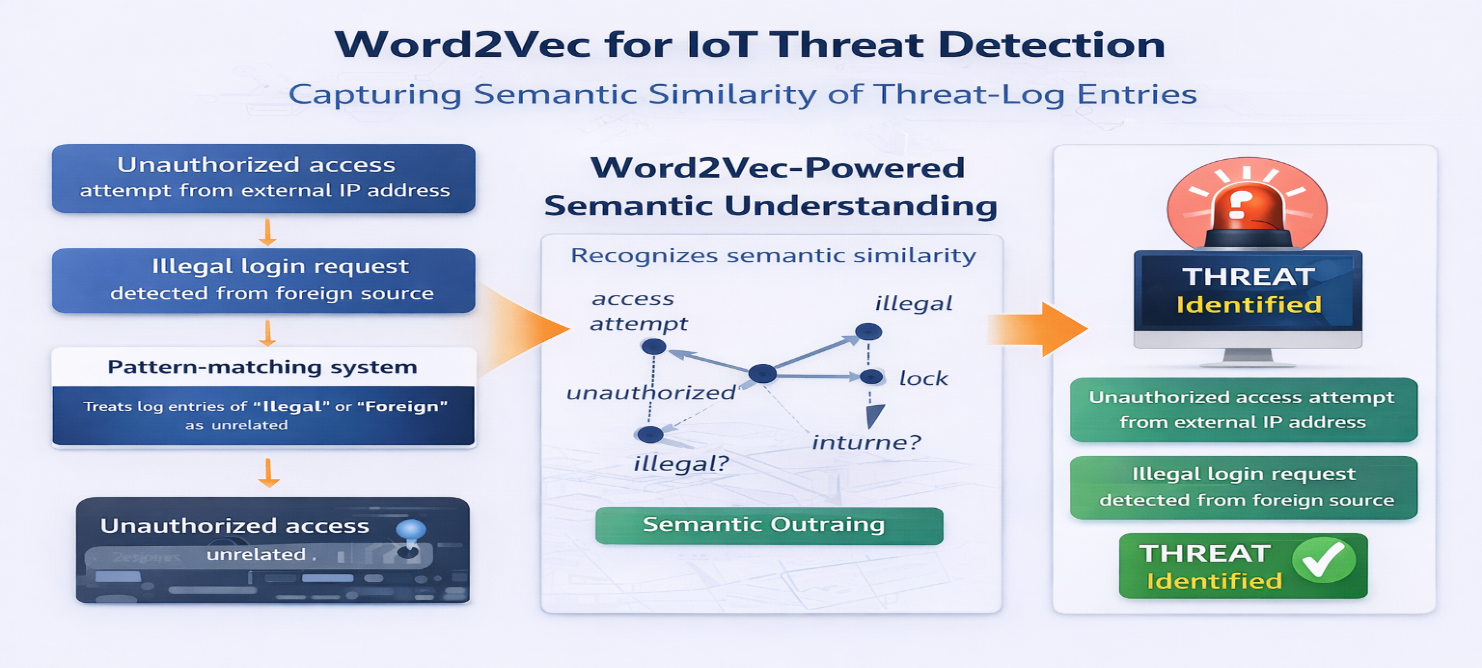 Word2Vec for IoT Threat Detection
Capturing Semantic Similarity of Threat-Log Entries
Unauthorized access
attempt from external IP address
Illegal login request
detected from foreign source
Pattern-matching system
Treats log entries of “Ilegal” or “Foreign”
as unrelated
Unauthorized access
unrelated .
Word2Vec-Powered
Semantic Understanding
Recognizes semantic similarity
access
attempt
illegal
unauthorized
lock
inturne?
illegal?
Semantic Outraing
?
THREAT
Identified
Unauthorized access attempt
from external IP address
Illegal login request
detected from foreign source
THREAT
Identified